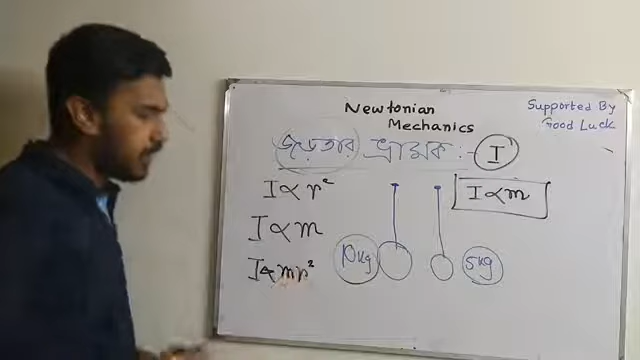 Newtonian
Mechanics
Supported By
Good Luck
জড়তার ভ্রামক :- I
I ∝ r²
I ∝ m
I ∝ mr²
I ∝ m
10kg
5kg